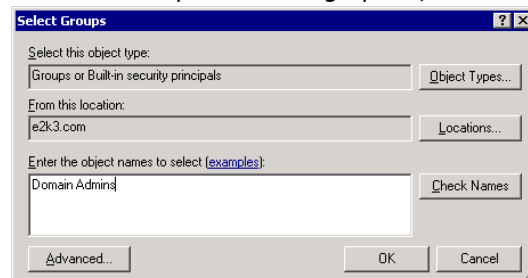 Select Groups
Select this object type:
Groups or Built-in security principals
Object Types...
From this location:
e2k3.com
Locations...
Enter the object names to select (examples):
Domain Admins
Check Names
Advanced...
OK
Cancel